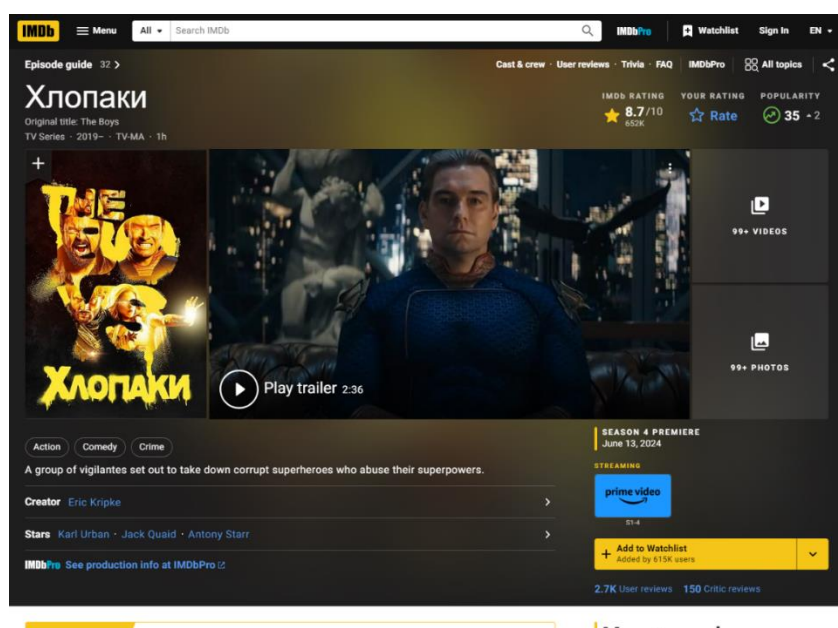 IMDb Menu All Search IMDb IMDbPro Watchlist Sign In EN
Episode guide 32 Cast & crew · User reviews · Trivia · FAQ IMDbPro All topics
Хлопаки
Original title: The Boys
TV Series · 2019– · TV-MA · 1h
IMDb RATING YOUR RATING POPULARITY
8.7/10 Rate 35 2
652K
THE BOYS
ХЛОПАКИ
Play trailer 2:36
99+ VIDEOS
99+ PHOTOS
Action Comedy Crime
A group of vigilantes set out to take down corrupt superheroes who abuse their superpowers.
Creator Eric Kripke
Stars Karl Urban · Jack Quaid · Antony Starr
IMDbPro See production info at IMDbPro
SEASON 4 PREMIERE
June 13, 2024
STREAMING
prime video
S1-4
+ Add to Watchlist
Added by 615K users
2.7K User reviews 150 Critic reviews